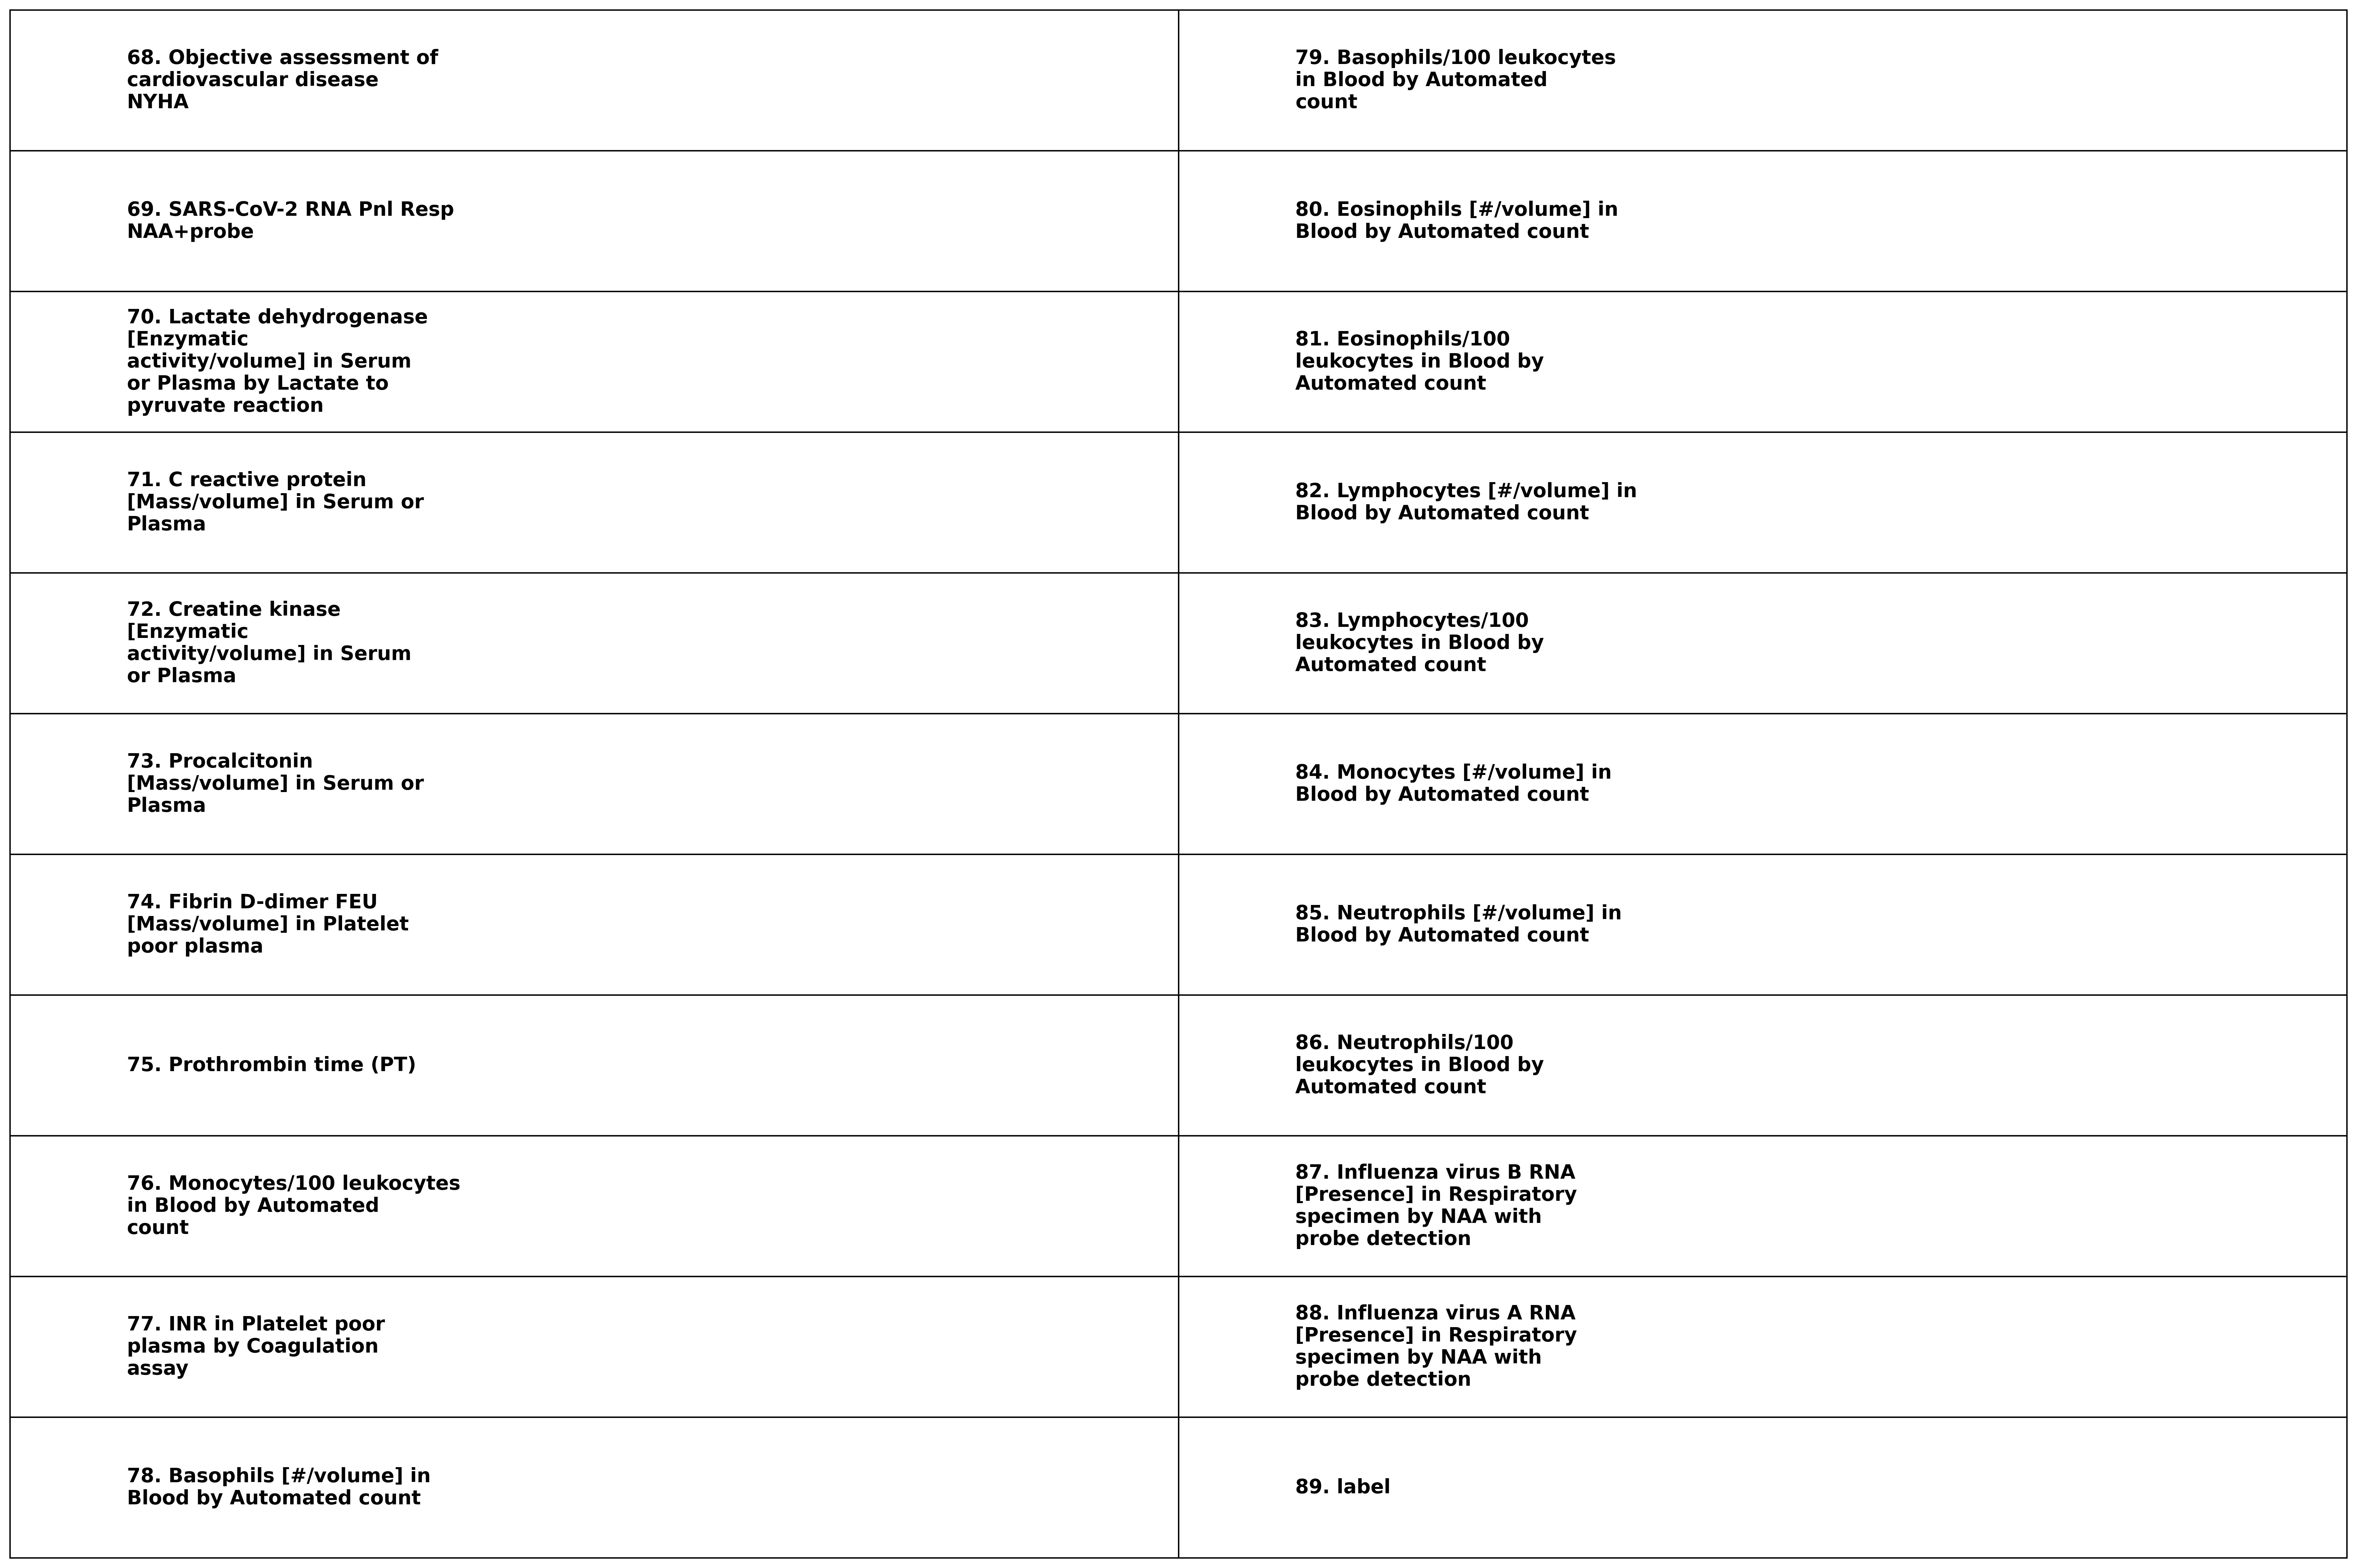 68. Objective assessment of
cardiovascular disease
NYHA
69. SARS-CoV-2 RNA Pnl Resp
NAA+probe
70. Lactate dehydrogenase
[Enzymatic
activity/volume] in Serum
or Plasma by Lactate to
pyruvate reaction
71. C reactive protein
[Mass/volume] in Serum or
Plasma
72. Creatine kinase
[Enzymatic
activity/volume] in Serum
or Plasma
73. Procalcitonin
[Mass/volume] in Serum or
Plasma
74. Fibrin D-dimer FEU
[Mass/volume] in Platelet
poor plasma
75. Prothrombin time (PT)
76. Monocytes/100 leukocytes
in Blood by Automated
count
77. INR in Platelet poor
plasma by Coagulation
assay
78. Basophils [#/volume] in
Blood by Automated count
79. Basophils/100 leukocytes
in Blood by Automated
count
80. Eosinophils [#/volume] in
Blood by Automated count
81. Eosinophils/100
leukocytes in Blood by
Automated count
82. Lymphocytes [#/volume] in
Blood by Automated count
83. Lymphocytes/100
leukocytes in Blood by
Automated count
84. Monocytes [#/volume] in
Blood by Automated count
85. Neutrophils [#/volume] in
Blood by Automated count
86. Neutrophils/100
leukocytes in Blood by
Automated count
87. Influenza virus B RNA
[Presence] in Respiratory
specimen by NAA with
probe detection
88. Influenza virus A RNA
[Presence] in Respiratory
specimen by NAA with
probe detection
89. label